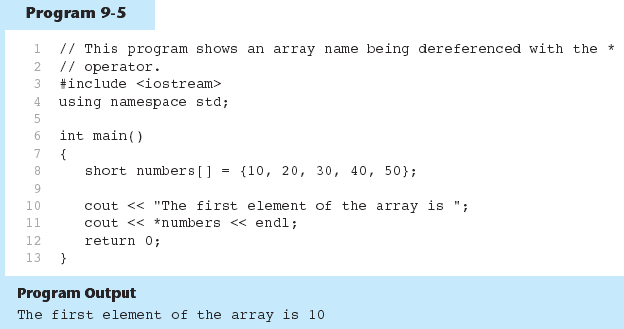 Program 9-5
1 // This program shows an array name being dereferenced with the *
2 // operator.
3 #include <iostream>
4 using namespace std;
5
6 int main()
7 {
8 short numbers[] = {10, 20, 30, 40, 50};
9
10 cout << "The first element of the array is ";
11 cout << *numbers << endl;
12 return 0;
13 }
Program Output
The first element of the array is 10